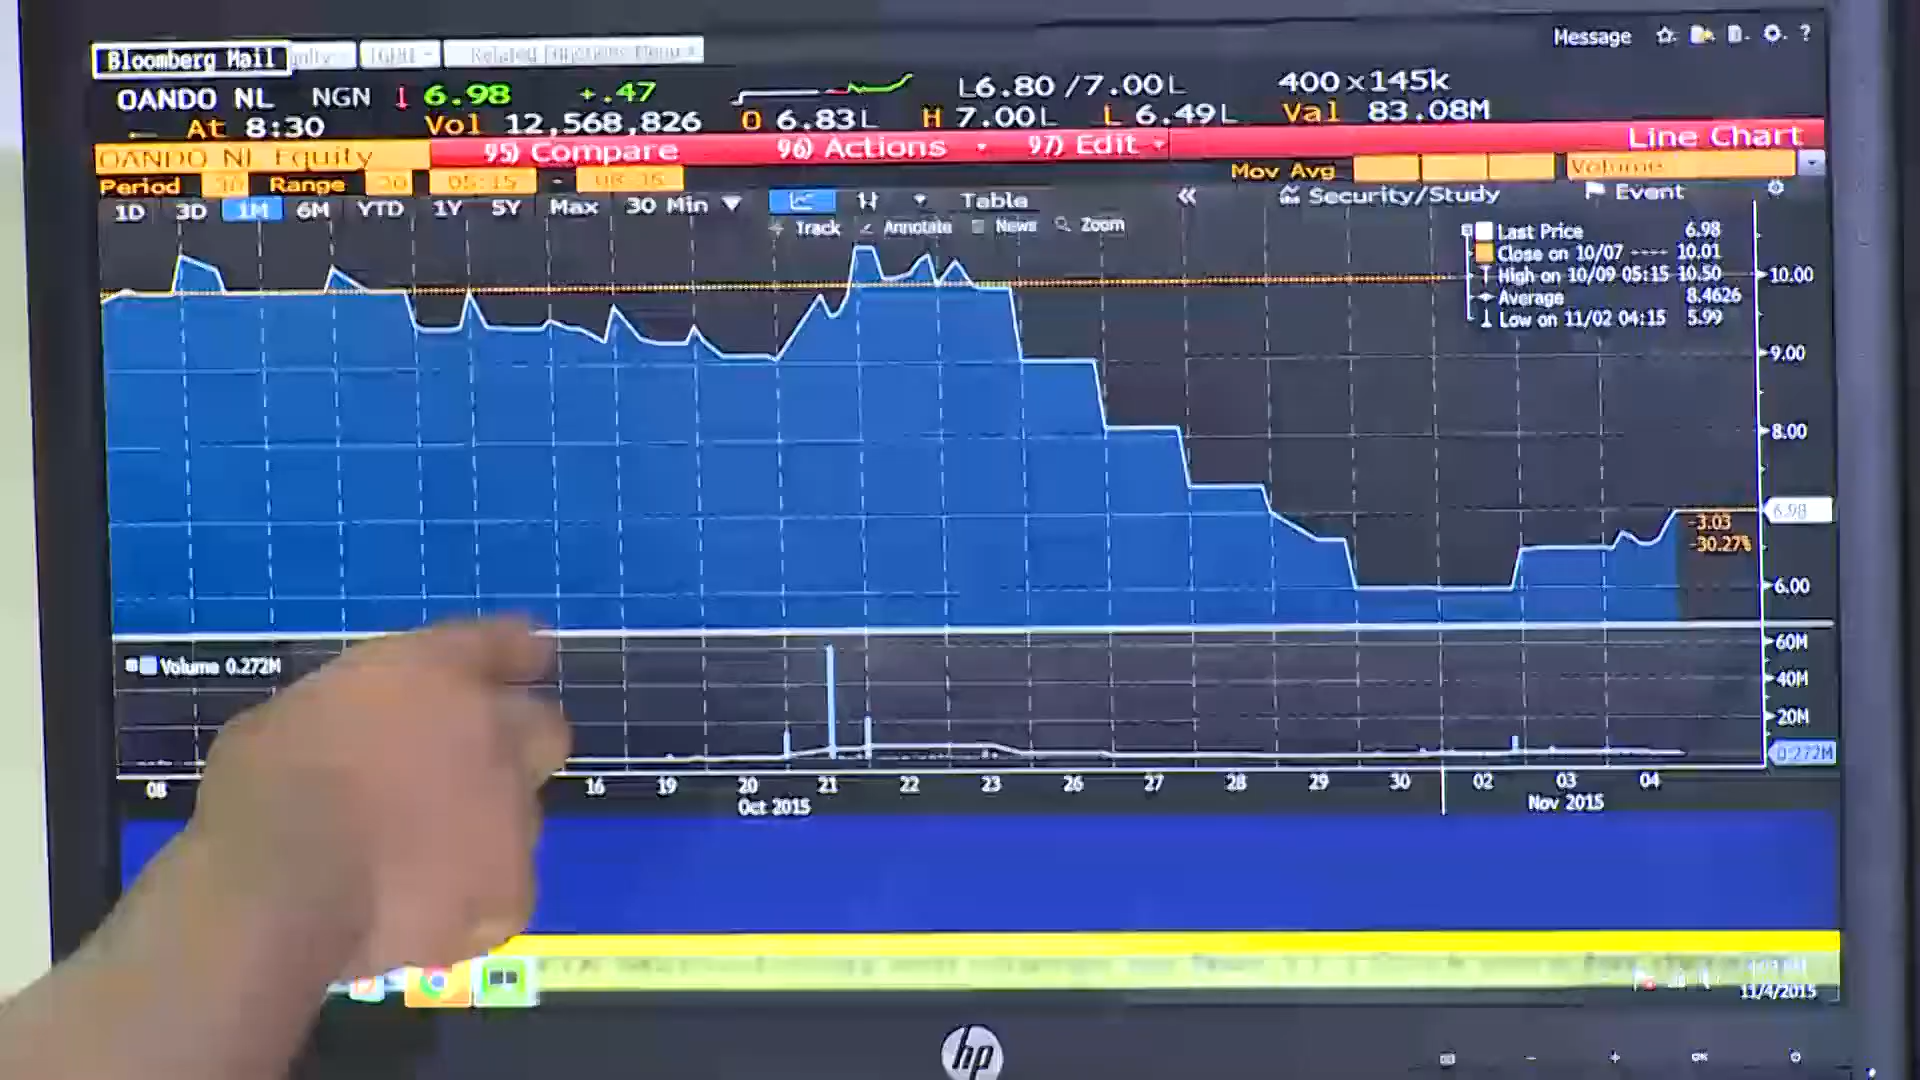 Bloomberg Mail
Related Functions Menu
Message ?
OANDO NL NGN ↓ 6.98 +.47 L6.80 /7.00L 400x145k
At 8:30 Vol 12,568,826 O 6.83L H 7.00L L 6.49L Val 83.08M
OANDO NL Equity 95) Compare 96) Actions 97) Edit Line Chart
Period Range 05:15 - Mov Avg Volume
1D 3D 1M 6M YTD 1Y 5Y Max 30 Min Table « Security/Study Event
Track Annotate News Zoom
Last Price 6.98
Close on 10/07 ---- 10.01
High on 10/09 05:15 10.50
Average 8.4626
Low on 11/02 04:15 5.99
10.00
9.00
8.00
6.98
-3.03
-30.27%
6.00
Volume 0.272M
60M
40M
20M
0.272M
08 16 19 20 21 22 23 26 27 28 29 30 02 03 04
Oct 2015 Nov 2015
11/4/2015
hp
OK